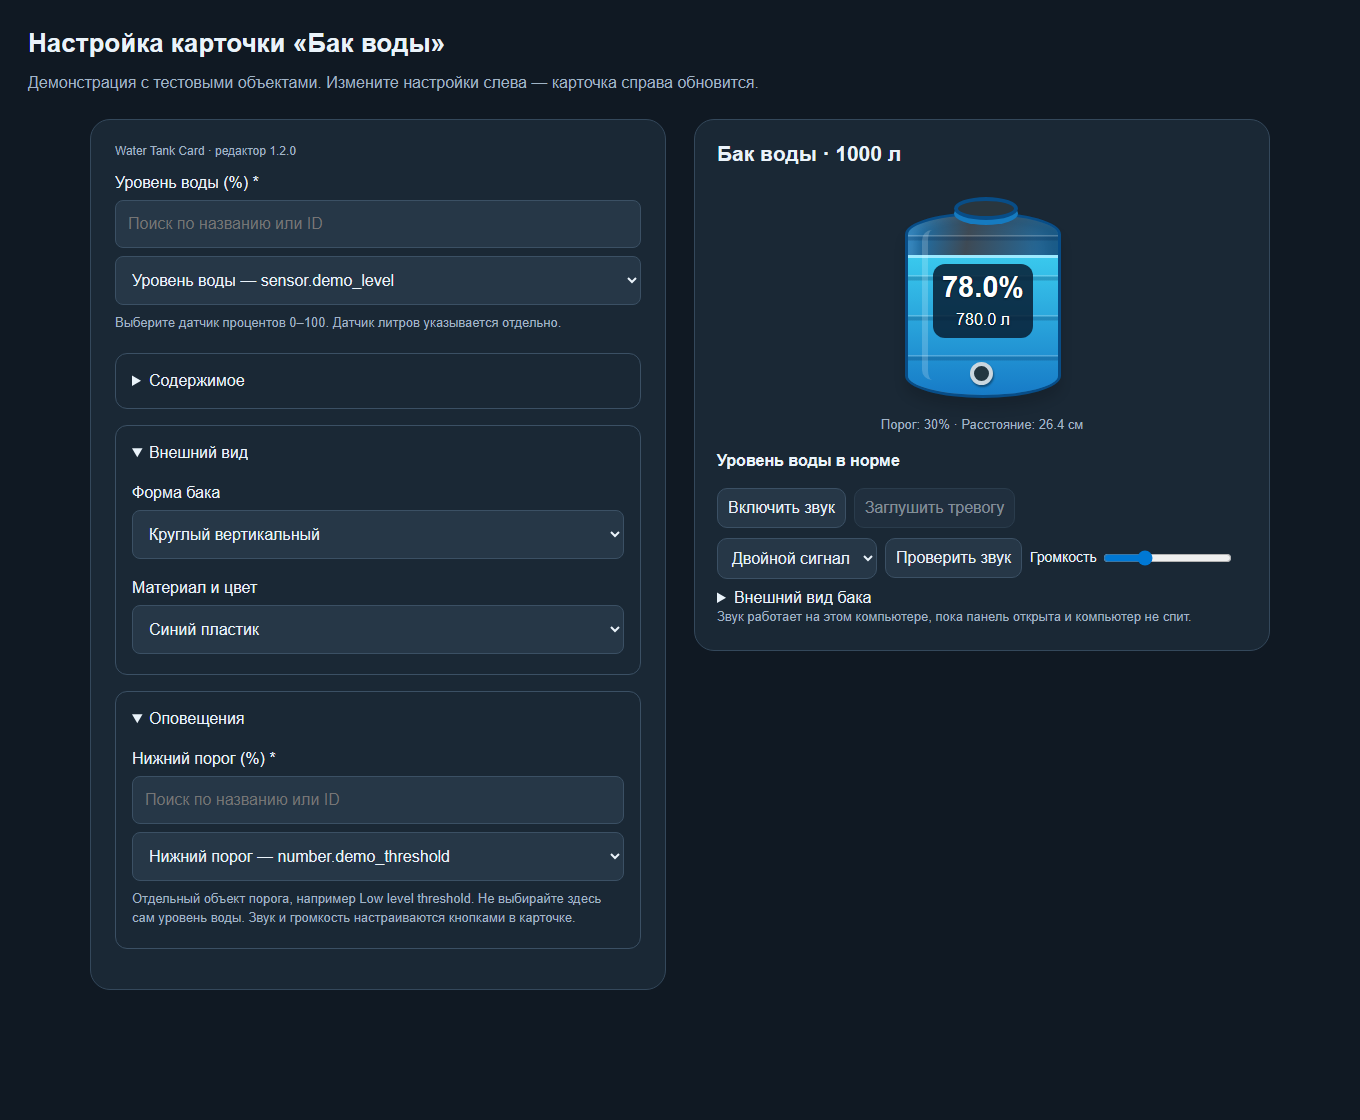 Настройка карточки «Бак воды»
Демонстрация с тестовыми объектами. Измените настройки слева — карточка справа обновится.
Water Tank Card · редактор 1.2.0
Уровень воды (%) *
Поиск по названию или ID
Уровень воды — sensor.demo_level
Выберите датчик процентов 0–100. Датчик литров указывается отдельно.
Содержимое
Внешний вид
Форма бака
Круглый вертикальный
Материал и цвет
Синий пластик
Оповещения
Нижний порог (%) *
Поиск по названию или ID
Нижний порог — number.demo_threshold
Отдельный объект порога, например Low level threshold. Не выбирайте здесь
сам уровень воды. Звук и громкость настраиваются кнопками в карточке.
Бак воды · 1000 л
78.0%
780.0 л
Порог: 30% · Расстояние: 26.4 см
Уровень воды в норме
Включить звук Заглушить тревогу
Двойной сигнал Проверить звук Громкость
Внешний вид бака
Звук работает на этом компьютере, пока панель открыта и компьютер не спит.